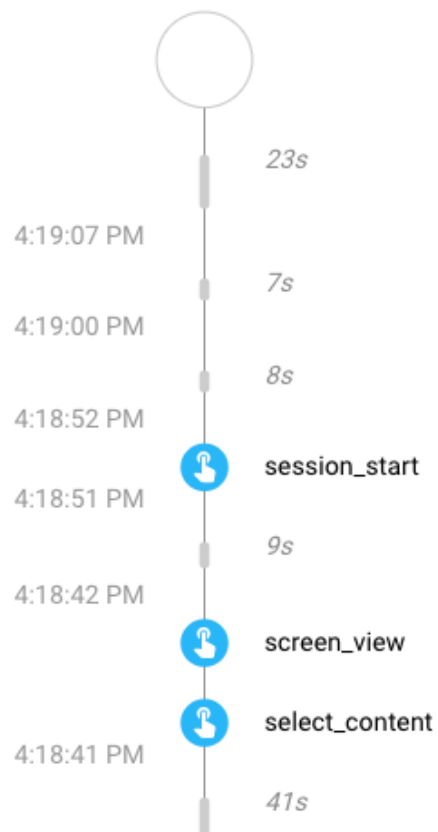 23s
4:19:07 PM
7s
4:19:00 PM
8s
4:18:52 PM
session_start
4:18:51 PM
9s
4:18:42 PM
screen_view
select_content
4:18:41 PM
41s